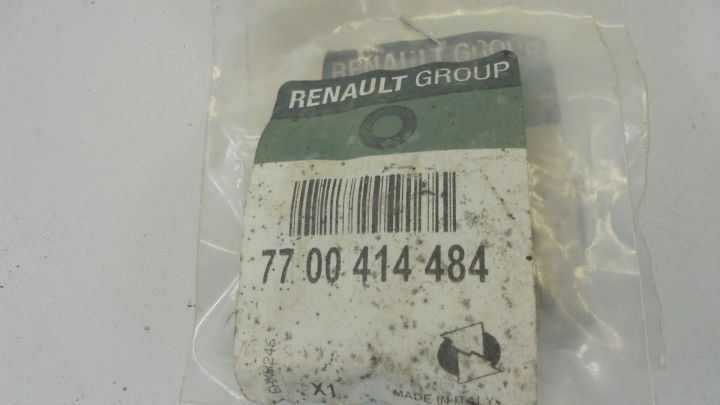 RENAULT GROUP
RENAULT GROUP
77 00 414 484
X1
MADE IN ITALY